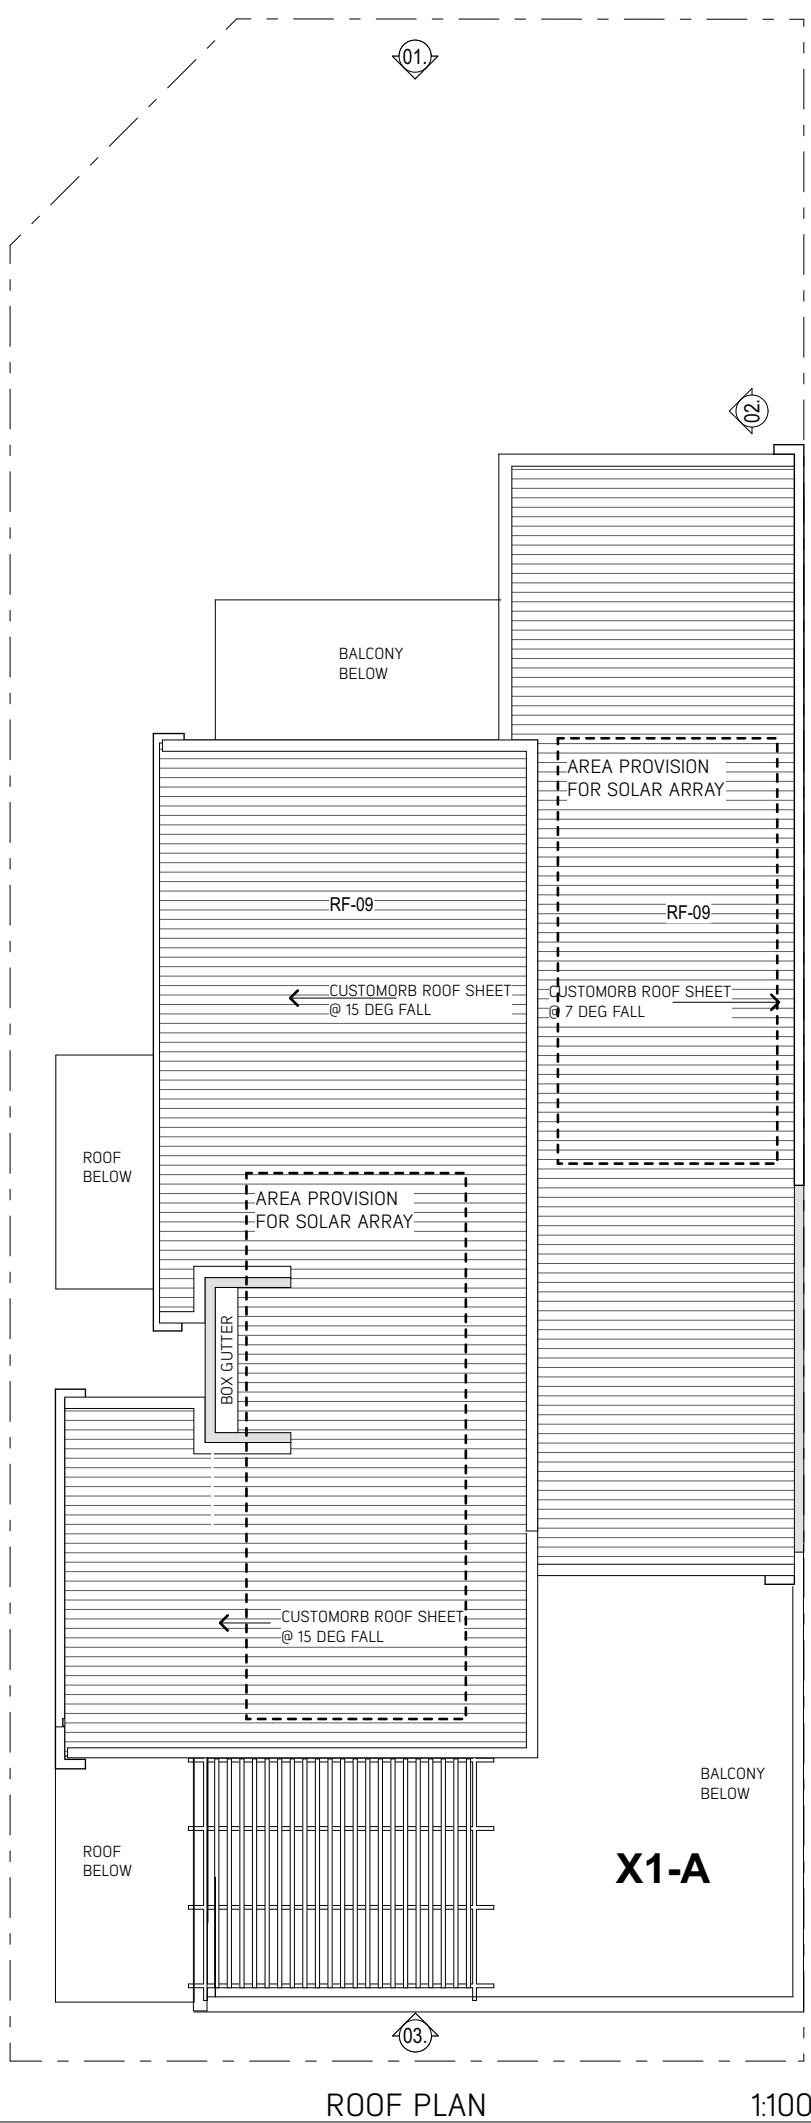 01.
02.
BALCONY
BELOW
AREA PROVISION
FOR SOLAR ARRAY
RF-09
RF-09
CUSTOMORB ROOF SHEET
@ 15 DEG FALL
CUSTOMORB ROOF SHEET
@ 7 DEG FALL
ROOF
BELOW
AREA PROVISION
FOR SOLAR ARRAY
BOX GUTTER
CUSTOMORB ROOF SHEET
@ 15 DEG FALL
BALCONY
BELOW
ROOF
BELOW
X1-A
03.
ROOF PLAN
1:100